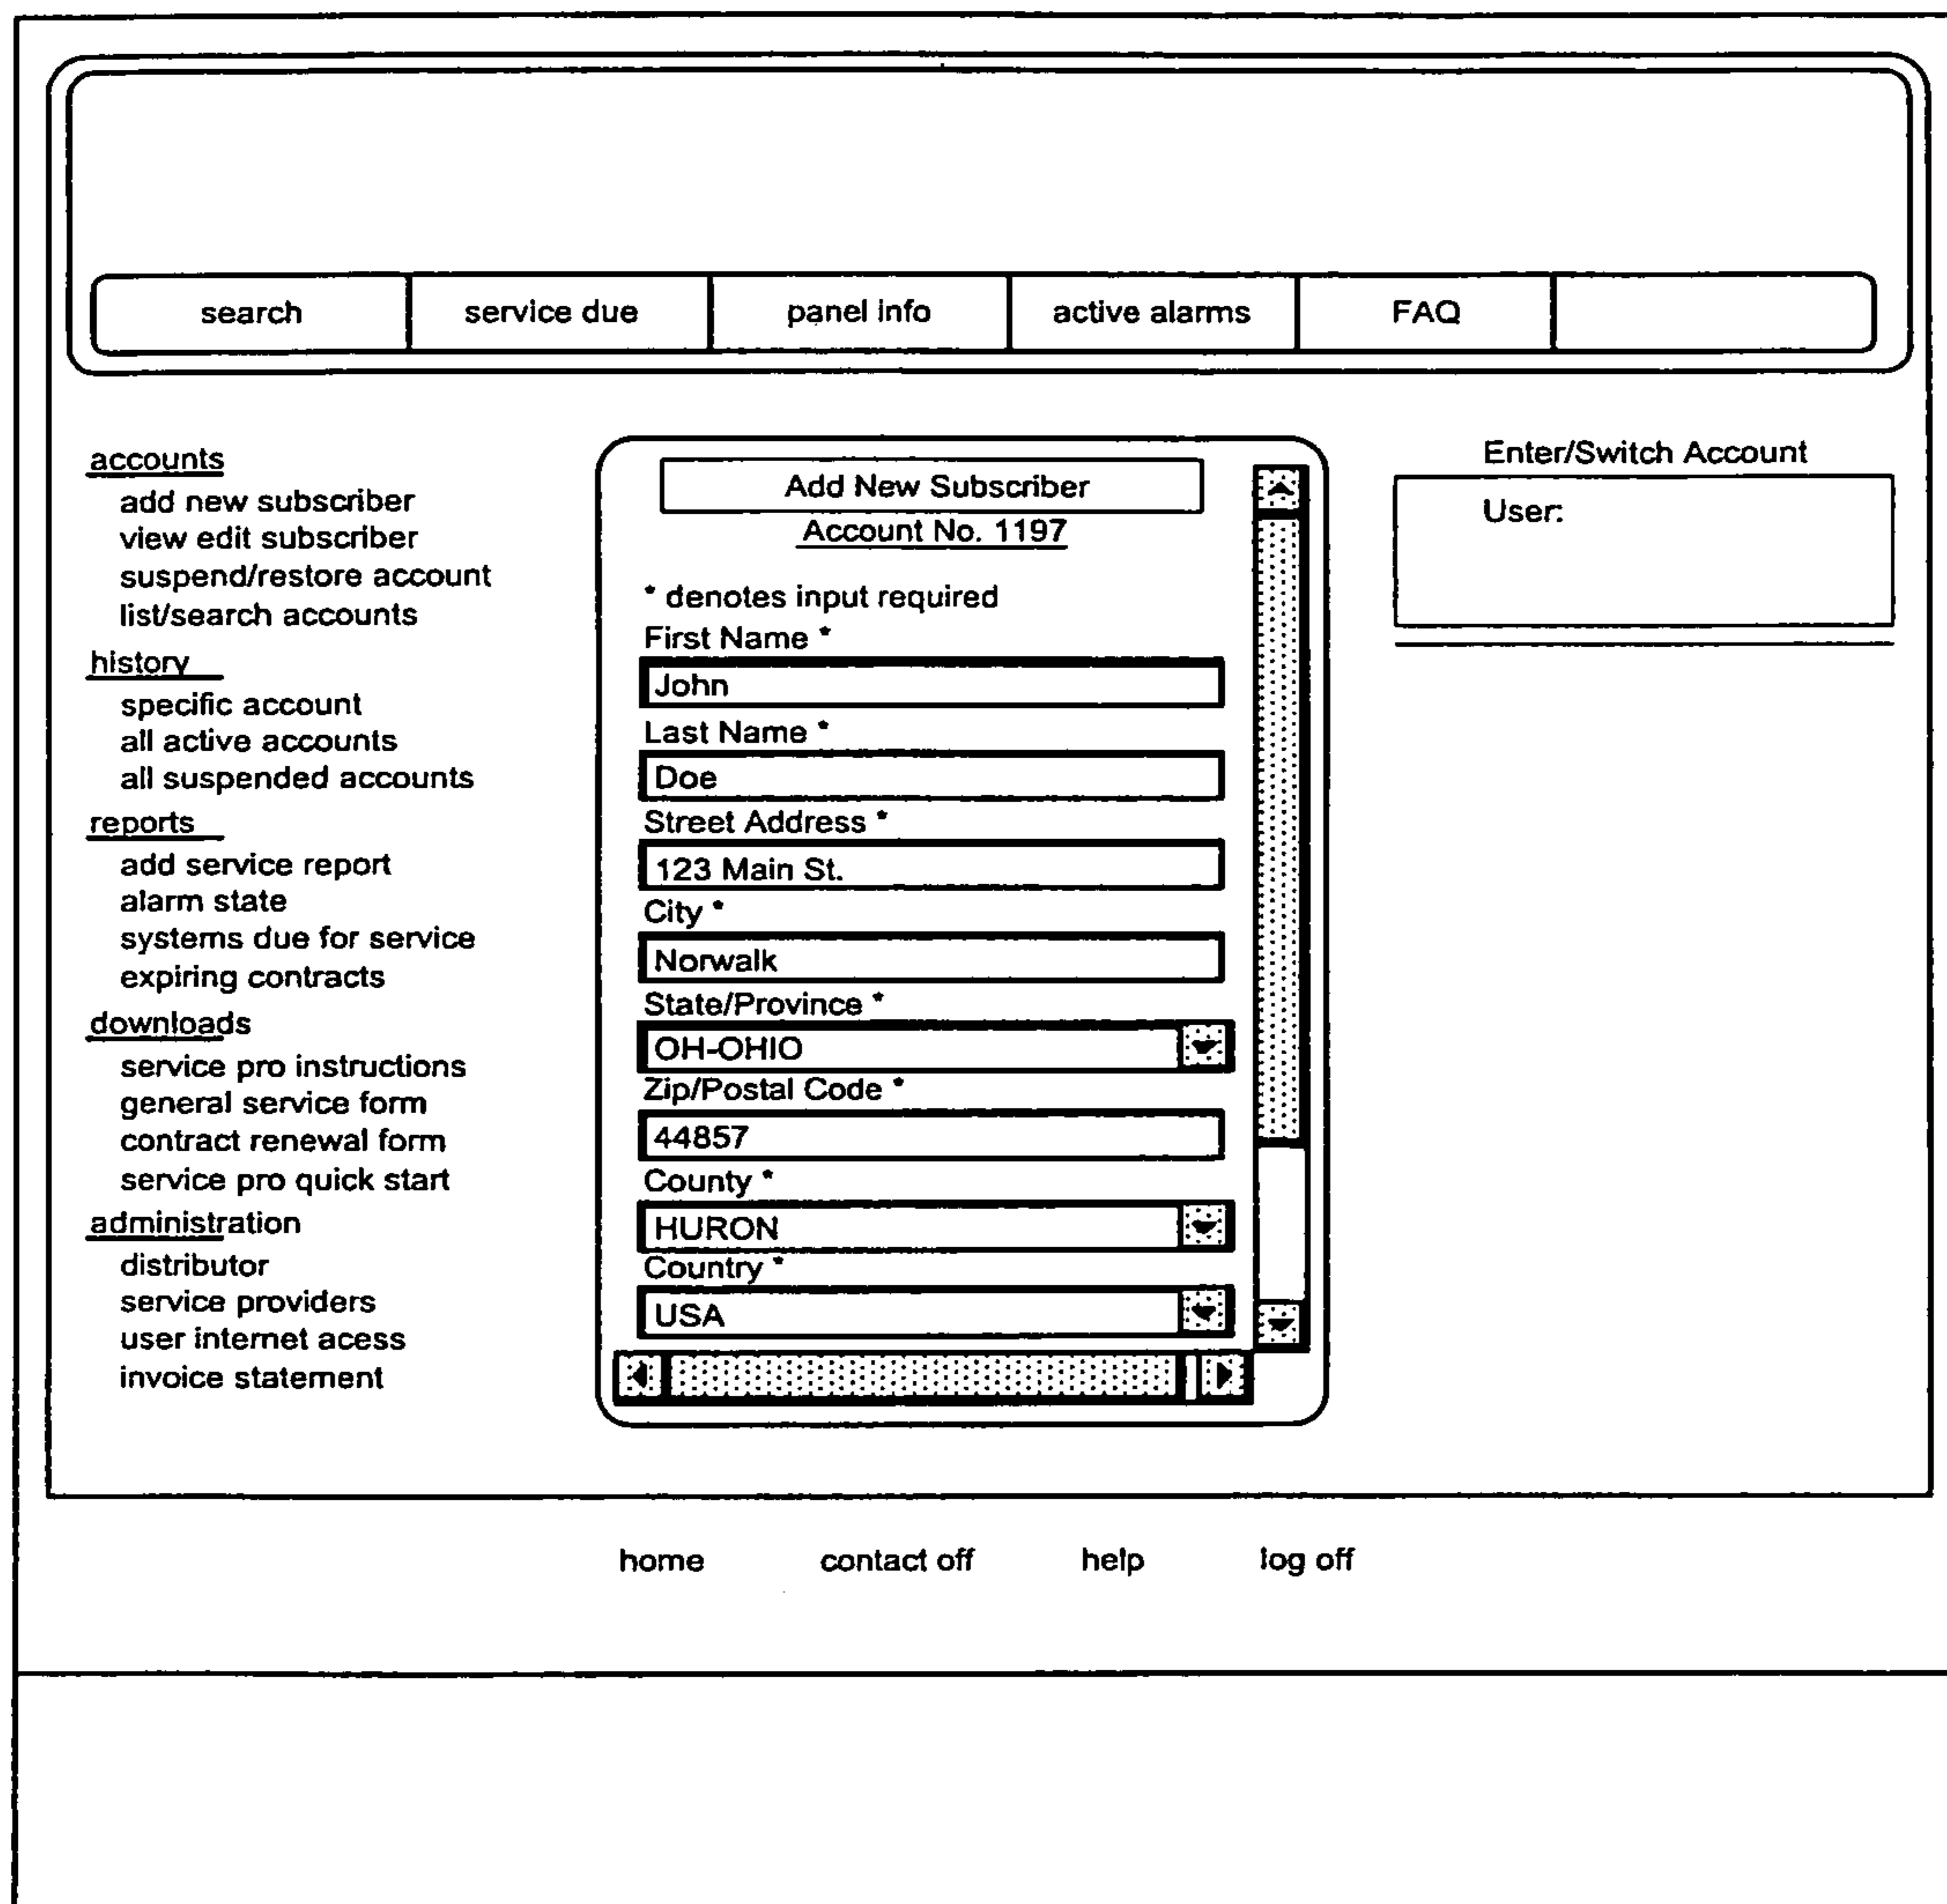 search service due panel info active alarms FAQ
accounts
add new subscriber
view edit subscriber
suspend/restore account
list/search accounts
history
specific account
all active accounts
all suspended accounts
reports
add service report
alarm state
systems due for service
expiring contracts
downloads
service pro instructions
general service form
contract renewal form
service pro quick start
administration
distributor
service providers
user internet acess
invoice statement
Add New Subscriber
Account No. 1197
* denotes input required
First Name *
John
Last Name *
Doe
Street Address *
123 Main St.
City *
Norwalk
State/Province *
OH-OHIO
Zip/Postal Code *
44857
County *
HURON
Country *
USA
Enter/Switch Account
User:
home contact off help log off